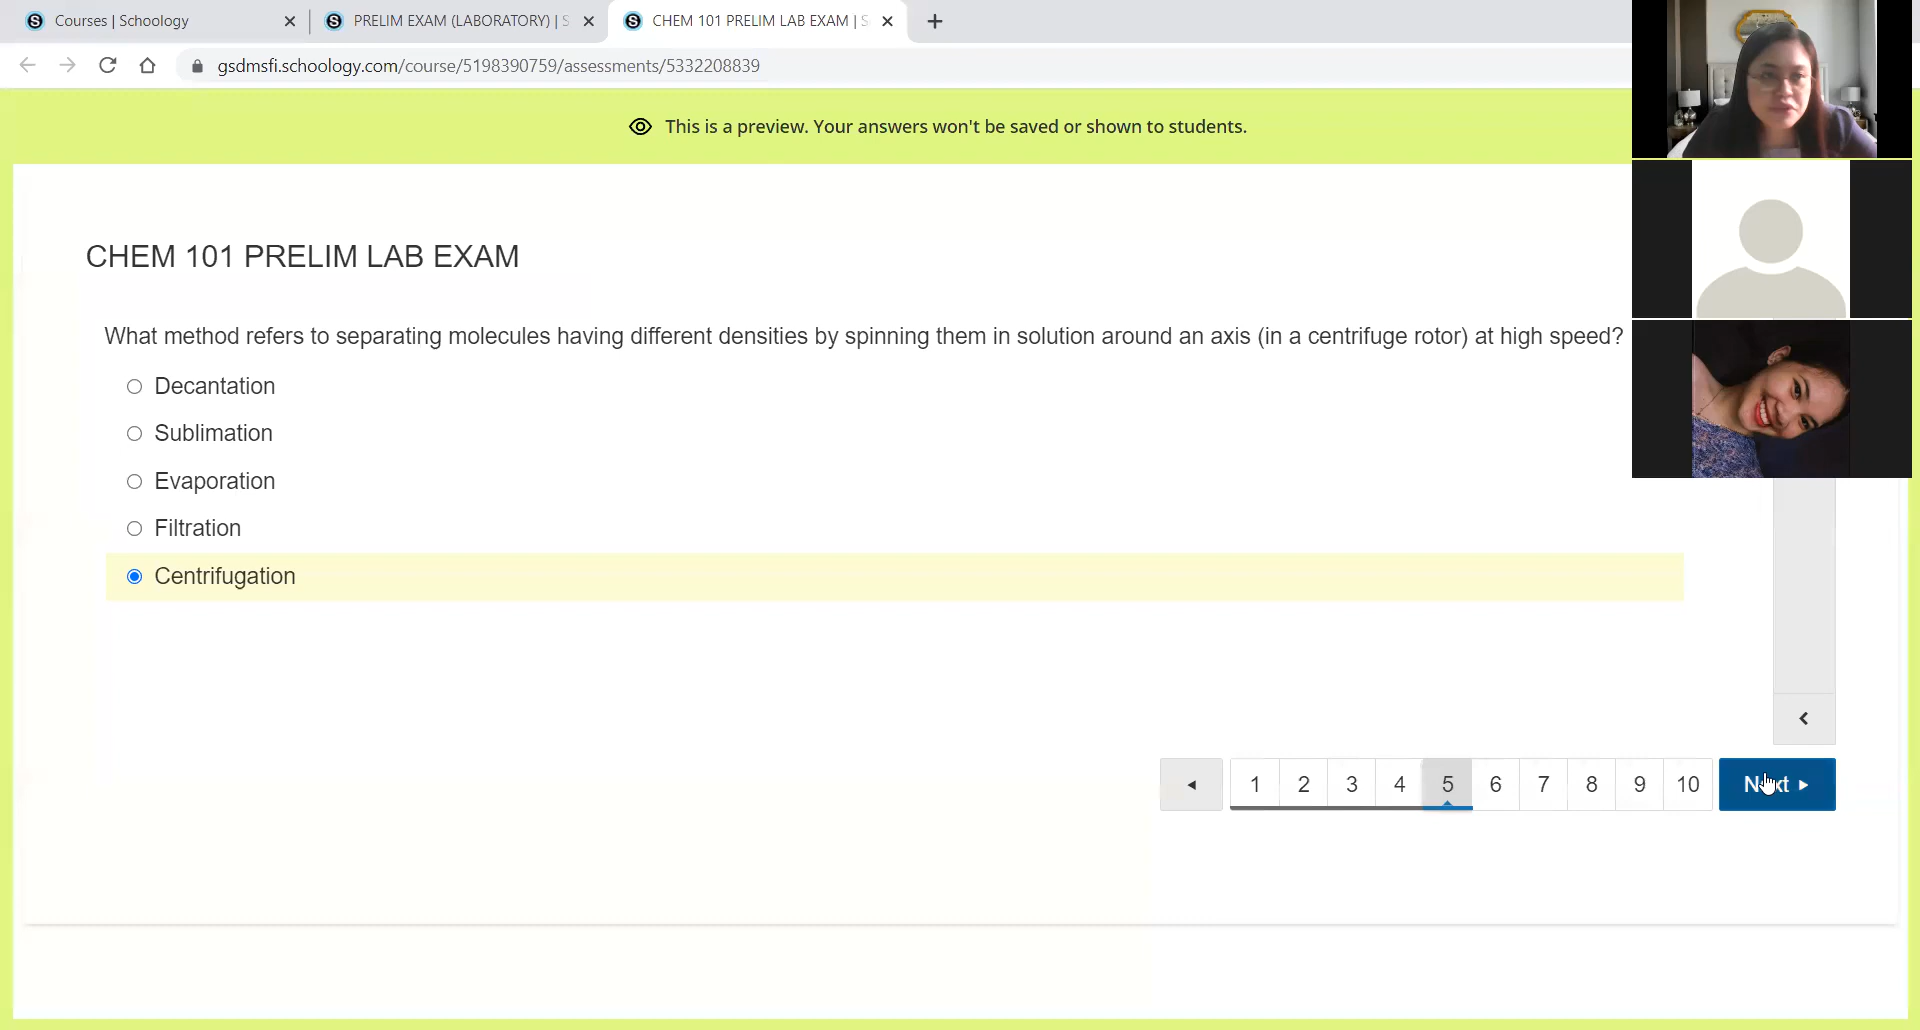 Courses | Schoology
PRELIM EXAM (LABORATORY) | S
CHEM 101 PRELIM LAB EXAM | S
gsdmsfi.schoology.com/course/5198390759/assessments/5332208839
This is a preview. Your answers won't be saved or shown to students.
CHEM 101 PRELIM LAB EXAM
What method refers to separating molecules having different densities by spinning them in solution around an axis (in a centrifuge rotor) at high speed?
Decantation
Sublimation
Evaporation
Filtration
Centrifugation
1 2 3 4 5 6 7 8 9 10 Next